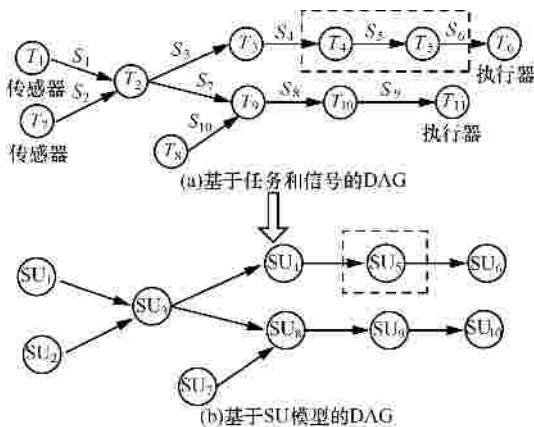 T₁ S₁ T₂ S₃ T₃ S₄ T₄ S₅ T₅ S₆ T₆
传感器 S₂ S₇ 执行器
T₇ T₉ S₈ T₁₀ S₉ T₁₁
传感器 S₁₀ T₈ 执行器
(a)基于任务和信号的DAG
SU₁ SU₄ SU₅ SU₆
SU₃
SU₂ SU₈ SU₉ SU₁₀
SU₇
(b)基于SU模型的DAG